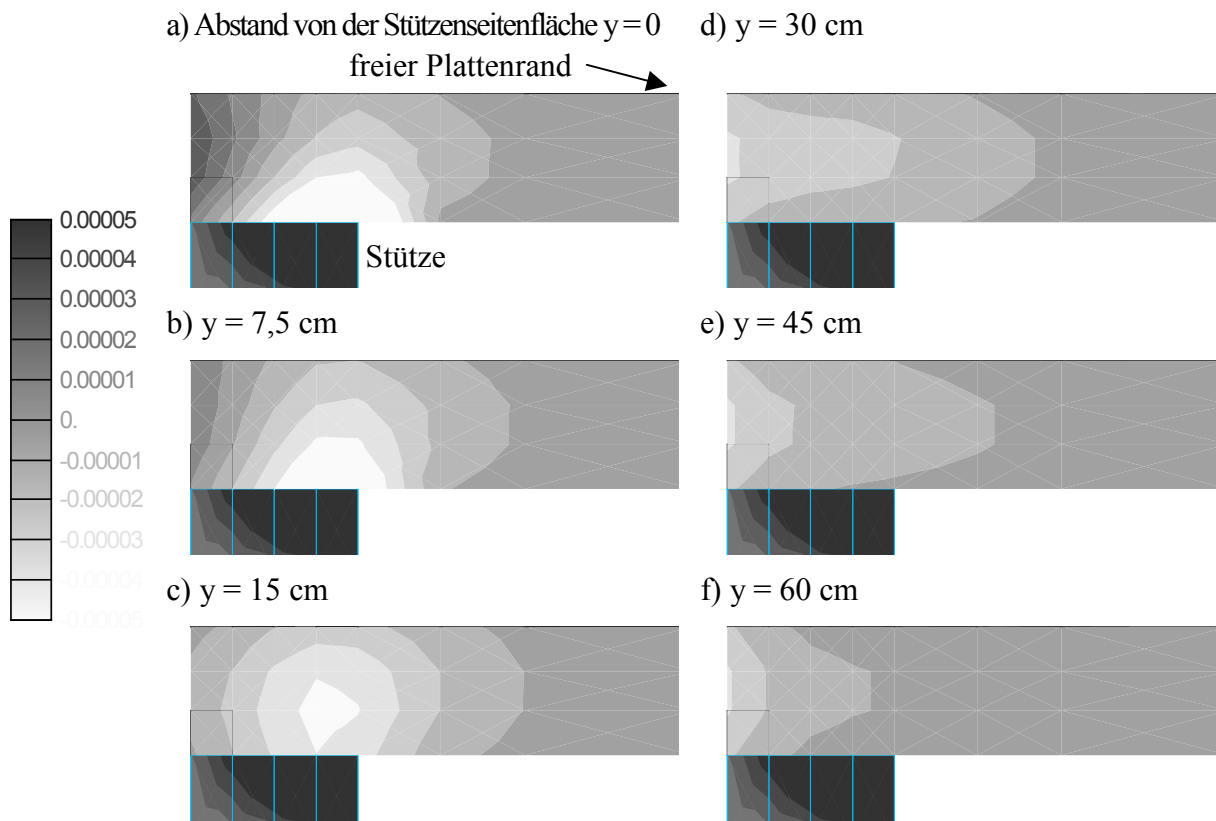 a) Abstand von der Stützenseitenfläche y = 0
freier Plattenrand
d) y = 30 cm
0.00005
0.00004
0.00003
0.00002
0.00001
0.
-0.00001
-0.00002
-0.00003
-0.00004
-0.00005
Stütze
b) y = 7,5 cm
e) y = 45 cm
c) y = 15 cm
f) y = 60 cm